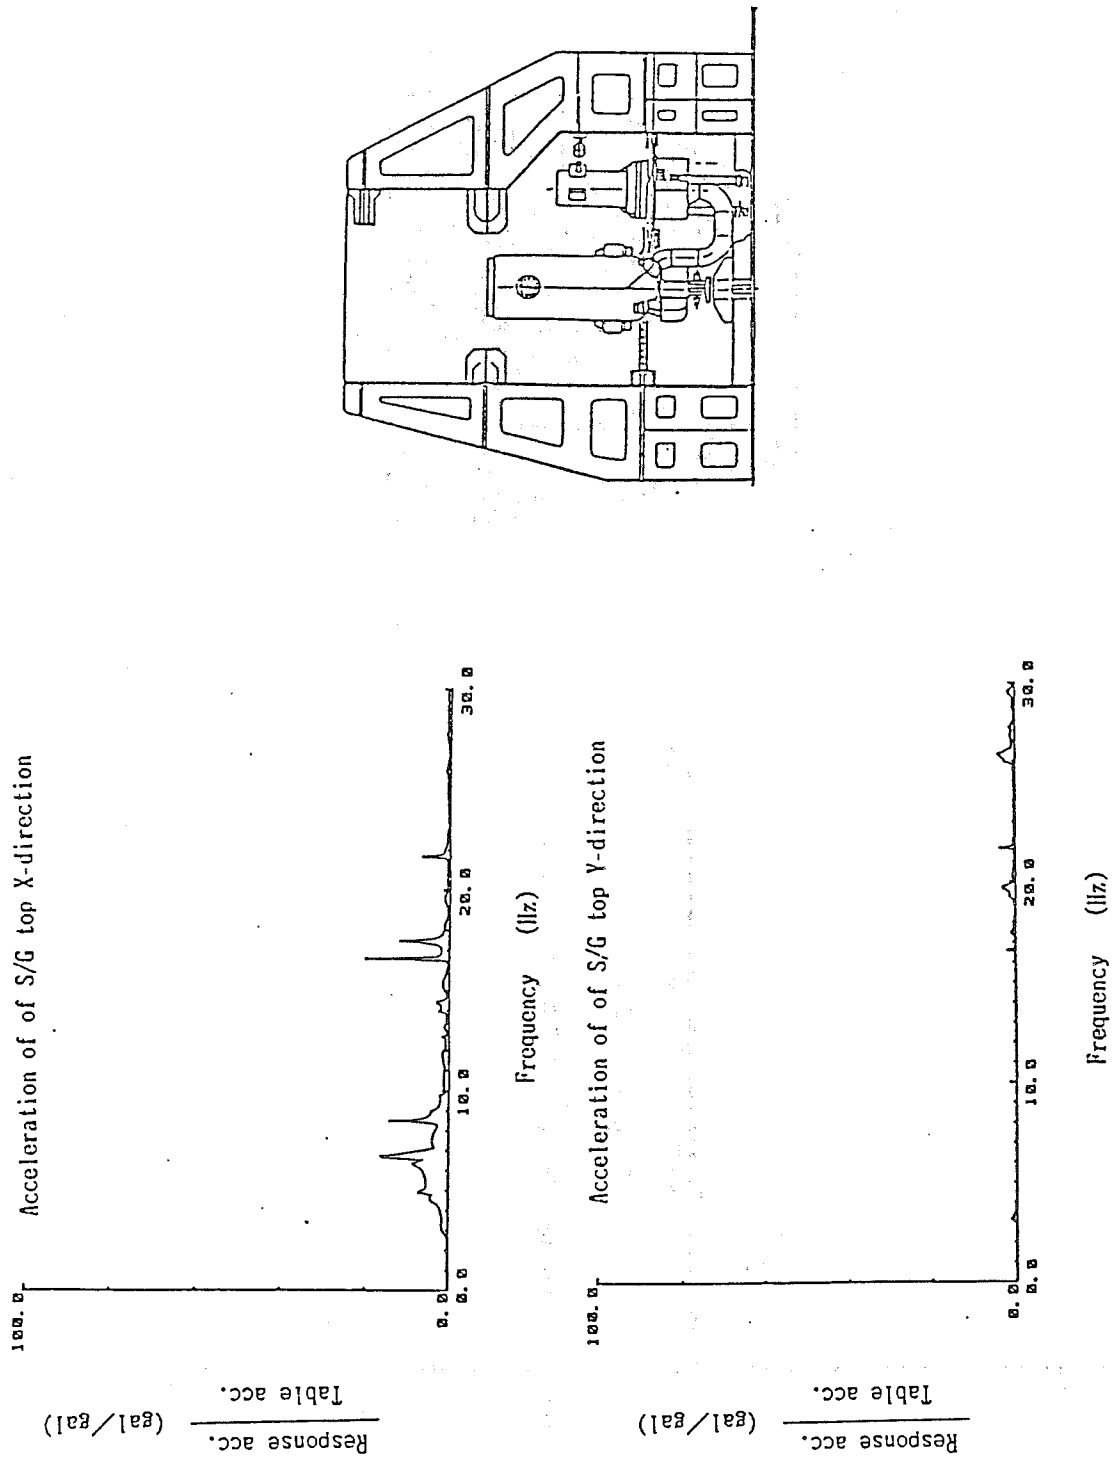 Acceleration of of S/G top X-direction
100.0
0.0
0.0
10.0
20.0
30.0
Frequency (Hz)
Response acc.
Table acc.
(gal/gal)
Acceleration of of S/G top Y-direction
100.0
0.0
0.0
10.0
20.0
30.0
Frequency (Hz)
Response acc.
Table acc.
(gal/gal)